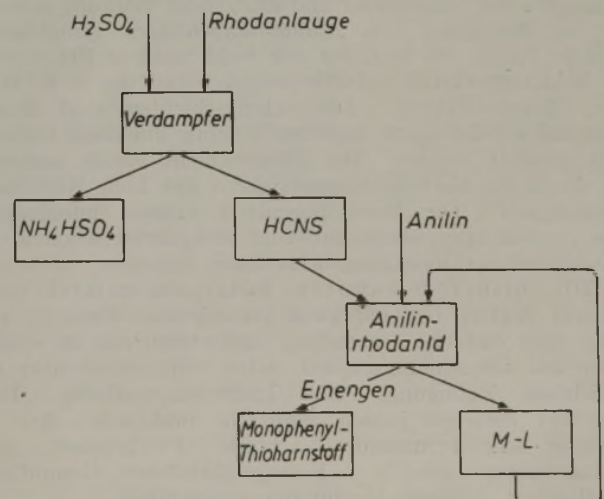 H2SO4 Rhodanlauge
Verdampfer
NH4HSO4 HCNS Anilin
Anilin-
rhodanid
Einengen
Monophenyl-
Thioharnstoff
M-L